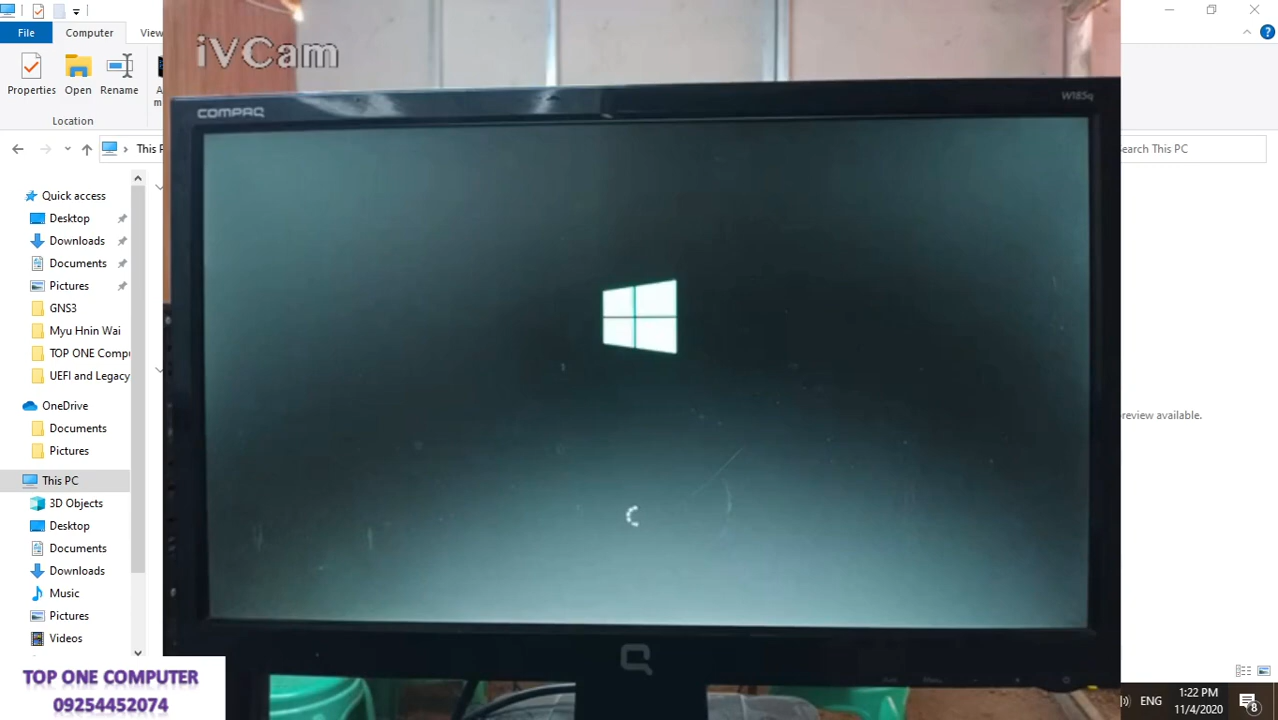 File
Computer
View
Properties
Open
Rename
Location
This P
earch This PC
Quick access
Desktop
Downloads
Documents
Pictures
GNS3
Myu Hnin Wai
TOP ONE Compu
UEFI and Legacy
OneDrive
Documents
Pictures
This PC
3D Objects
Desktop
Documents
Downloads
Music
Pictures
Videos
iVCam
COMPAQ
W185q
preview available.
TOP ONE COMPUTER
09254452074
ENG
1:22 PM
11/4/2020
8